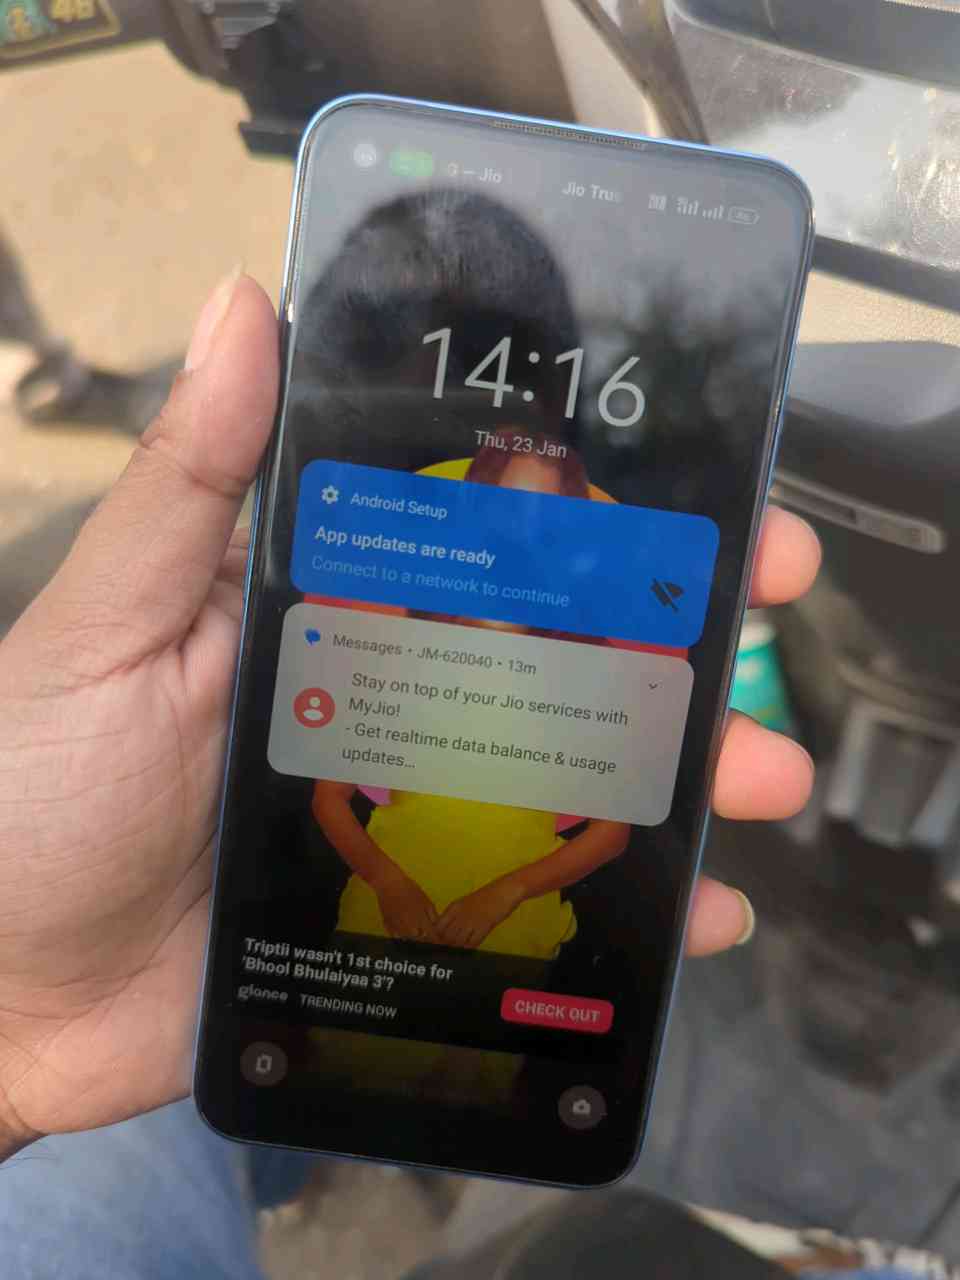 46
G – Jio
Jio Tru
14:16
Thu, 23 Jan
Android Setup
App updates are ready
Connect to a network to continue
Messages • JM-620040 • 13m
Stay on top of your Jio services with
MyJio!
- Get realtime data balance & usage
updates...
Triptii wasn't 1st choice for
'Bhool Bhulaiyaa 3'?
glance TRENDING NOW
CHECK OUT